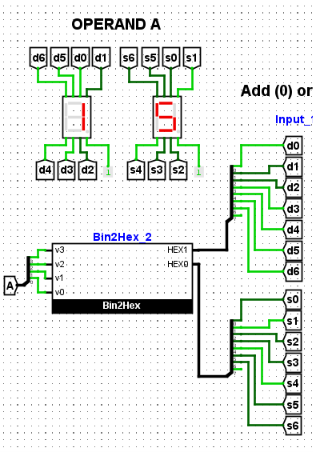 OPERAND A
d6 d5 d0 d1 s6 s5 s0 s1
1 5
Add (0) or
Input_1
d4 d3 d2 s4 s3 s2
d0
d1
d2
d3
d4
d5
d6
Bin2Hex_2
A
v3
v2
v1
v0
HEX1
HEX0
Bin2Hex
s0
s1
s2
s3
s4
s5
s6